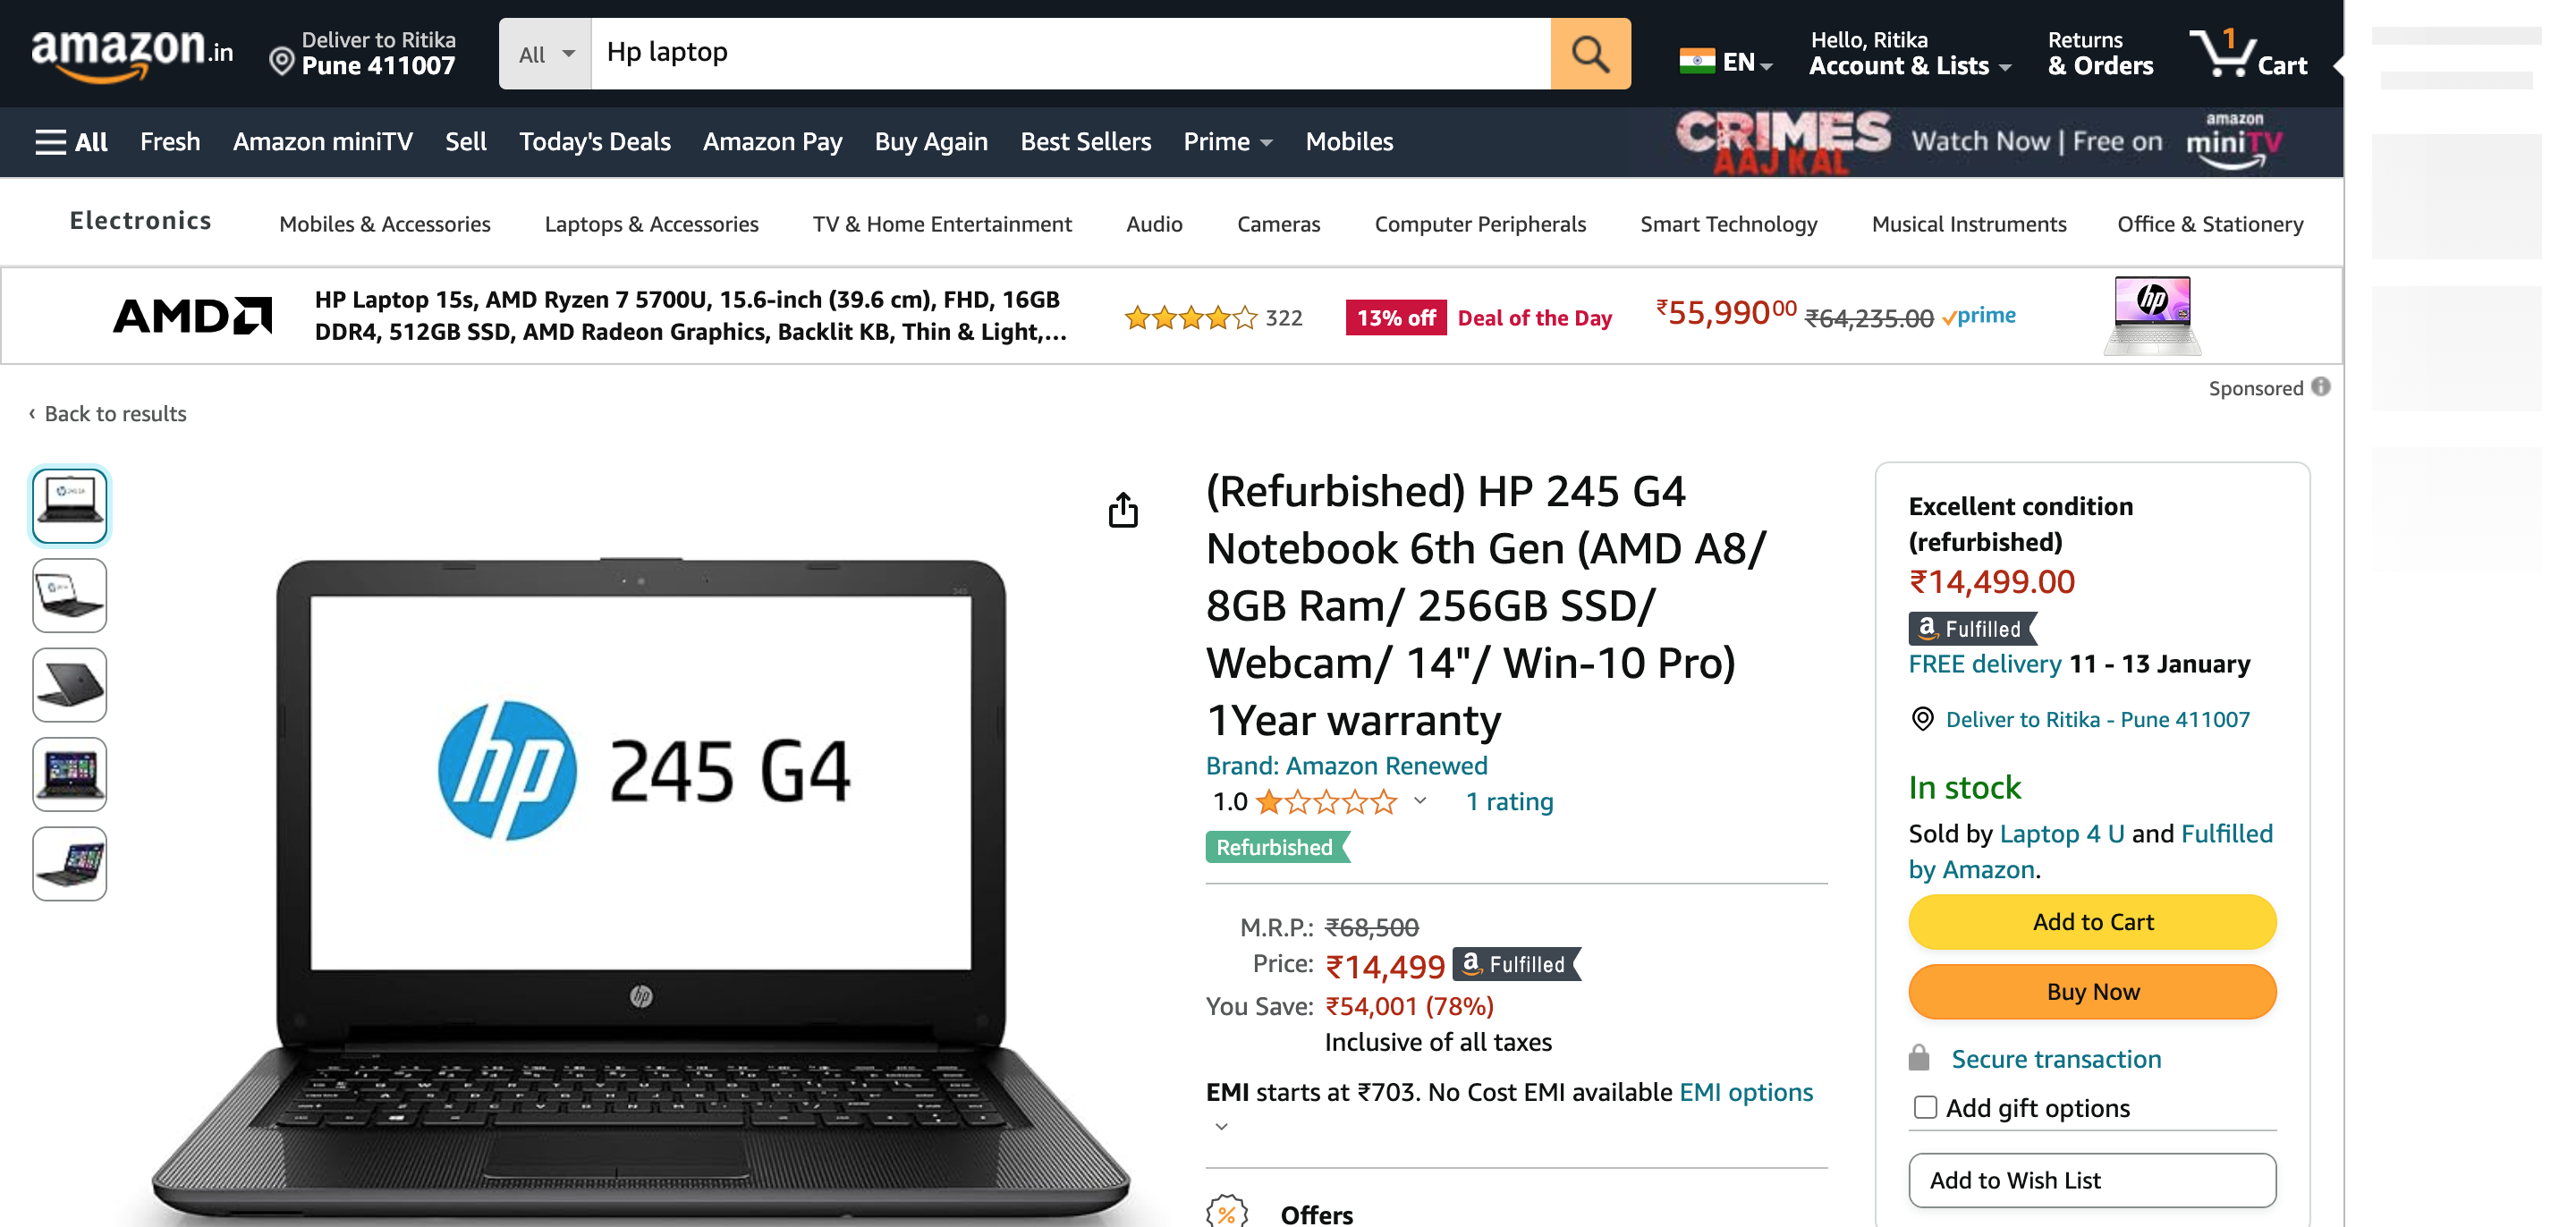 amazon.in
Deliver to Ritika
Pune 411007
All
Hp laptop
EN
Hello, Ritika
Account & Lists
Returns
& Orders
1
Cart
All
Fresh
Amazon miniTV
Sell
Today's Deals
Amazon Pay
Buy Again
Best Sellers
Prime
Mobiles
CRIMES
AAJ KAL
Watch Now | Free on
amazon
miniTV
Electronics
Mobiles & Accessories
Laptops & Accessories
TV & Home Entertainment
Audio
Cameras
Computer Peripherals
Smart Technology
Musical Instruments
Office & Stationery
AMD
HP Laptop 15s, AMD Ryzen 7 5700U, 15.6-inch (39.6 cm), FHD, 16GB
DDR4, 512GB SSD, AMD Radeon Graphics, Backlit KB, Thin & Light,...
322
13% off
Deal of the Day
₹55,99000
₹64,235.00
prime
hp
Sponsored
‹ Back to results
hp 245 G4
hp
(Refurbished) HP 245 G4
Notebook 6th Gen (AMD A8/
8GB Ram/ 256GB SSD/
Webcam/ 14"/ Win-10 Pro)
1Year warranty
Brand: Amazon Renewed
1.0
1 rating
Refurbished
M.R.P.: ₹68,500
Price: ₹14,499 a Fulfilled
You Save: ₹54,001 (78%)
Inclusive of all taxes
EMI starts at ₹703. No Cost EMI available EMI options
% Offers
Excellent condition
(refurbished)
₹14,499.00
a Fulfilled
FREE delivery 11 - 13 January
Deliver to Ritika - Pune 411007
In stock
Sold by Laptop 4 U and Fulfilled
by Amazon.
Add to Cart
Buy Now
Secure transaction
Add gift options
Add to Wish List